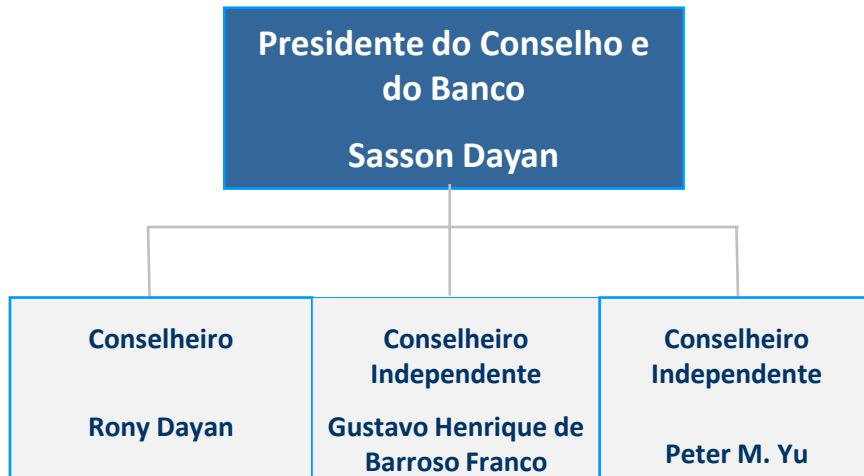 Presidente do Conselho e
do Banco
Sasson Dayan
Conselheiro
Rony Dayan
Conselheiro
Independente
Gustavo Henrique de
Barroso Franco
Conselheiro
Independente
Peter M. Yu